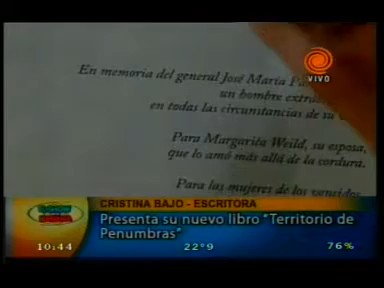 VIVO
En memoria del general José María
un hombre
en todas las circunstancias de su
Para Margarita Weild, su esposa,
que lo amó más allá de la cordura.
Para las mujeres de los vencidos
CRISTINA BAJO - ESCRITORA
Presenta su nuevo libro "Territorio de
Penumbras"
10:44
22°9
76%